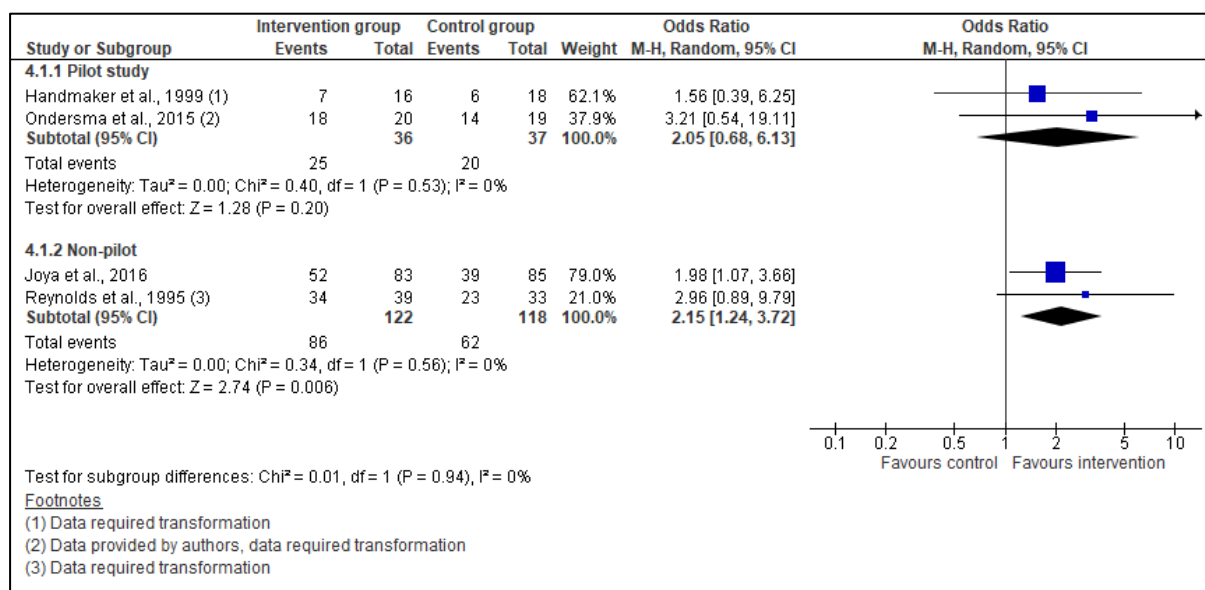 Intervention group Control group Odds Ratio Odds Ratio
Study or Subgroup Events Total Events Total Weight M-H, Random, 95% CI M-H, Random, 95% CI
4.1.1 Pilot study
Handmaker et al., 1999 (1) 7 16 6 18 62.1% 1.56 [0.39, 6.25]
Ondersma et al., 2015 (2) 18 20 14 19 37.9% 3.21 [0.54, 19.11]
Subtotal (95% CI) 36 37 100.0% 2.05 [0.68, 6.13]
Total events 25 20
Heterogeneity: Tau² = 0.00; Chi² = 0.40, df = 1 (P = 0.53); I² = 0%
Test for overall effect: Z = 1.28 (P = 0.20)
4.1.2 Non-pilot
Joya et al., 2016 52 83 39 85 79.0% 1.98 [1.07, 3.66]
Reynolds et al., 1995 (3) 34 39 23 33 21.0% 2.96 [0.89, 9.79]
Subtotal (95% CI) 122 118 100.0% 2.15 [1.24, 3.72]
Total events 86 62
Heterogeneity: Tau² = 0.00; Chi² = 0.34, df = 1 (P = 0.56); I² = 0%
Test for overall effect: Z = 2.74 (P = 0.006)
0.1 0.2 0.5 1 2 5 10
Favours control Favours intervention
Test for subgroup differences: Chi² = 0.01, df = 1 (P = 0.94), I² = 0%
Footnotes
(1) Data required transformation
(2) Data provided by authors, data required transformation
(3) Data required transformation